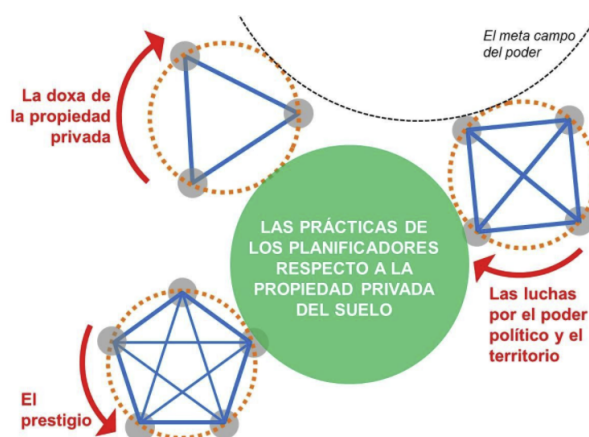 El meta campo
del poder
La doxa de
la propiedad
privada
LAS PRÁCTICAS DE
LOS PLANIFICADORES
RESPECTO A LA
PROPIEDAD PRIVADA
DEL SUELO
Las luchas
por el poder
político y el
territorio
El
prestigio